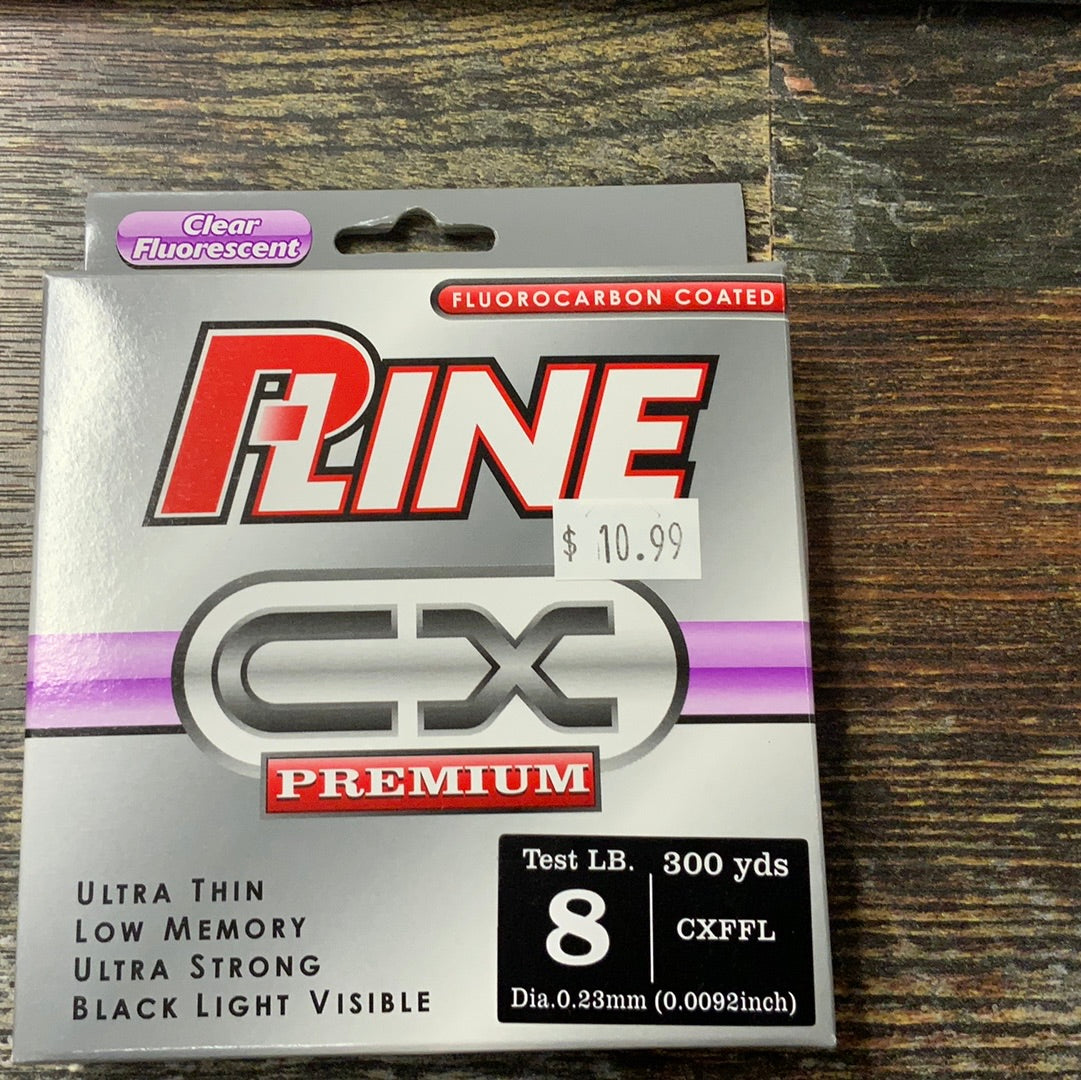 Clear
Fluorescent
FLUOROCARBON COATED
P-LINE
$ 10.99
CX
PREMIUM
ULTRA THIN
LOW MEMORY
ULTRA STRONG
BLACK LIGHT VISIBLE
Test LB.
8
300 yds
CXFFL
Dia.0.23mm (0.0092inch)